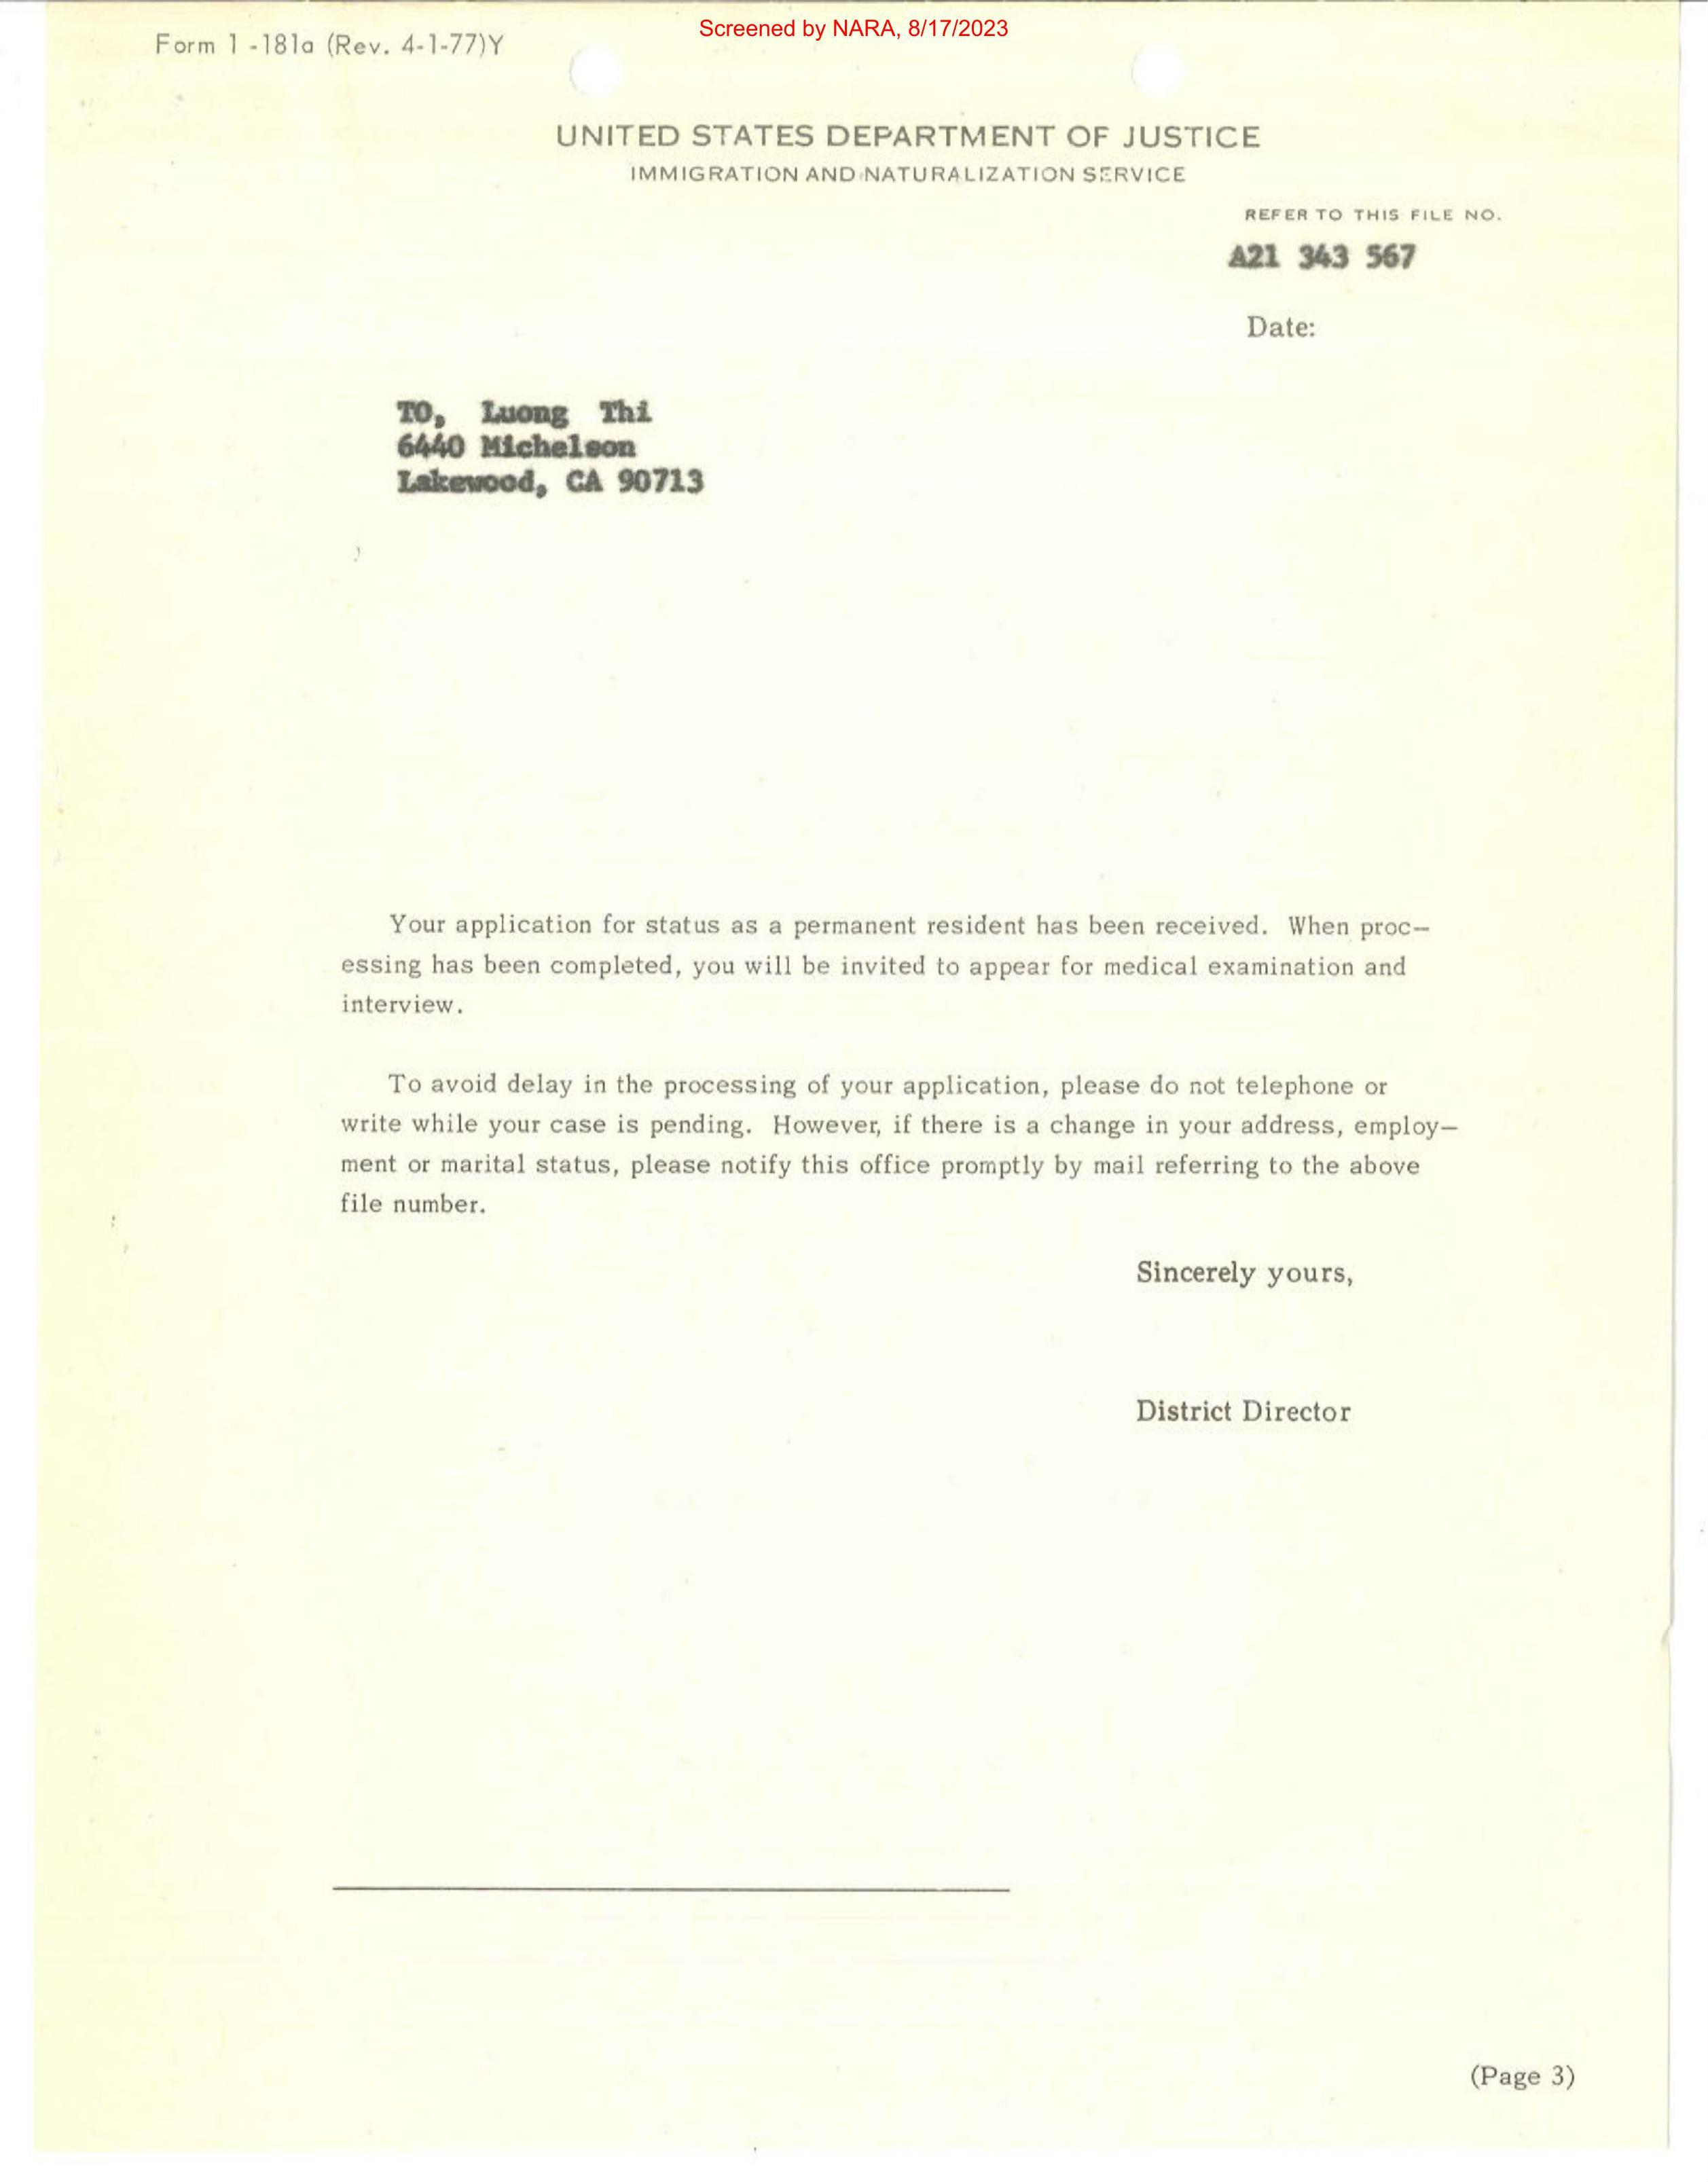 Screened by NARA, 8/17/2023
Form 1 -181a (Rev. 4-1-77)Y
UNITED STATES DEPARTMENT OF JUSTICE
IMMIGRATION AND NATURALIZATION SERVICE
REFER TO THIS FILE NO.
A21 343 567
Date:
TO, Luong Thi
6440 Michelson
Lakewood, CA 90713
Your application for status as a permanent resident has been received. When proc—
essing has been completed, you will be invited to appear for medical examination and
interview.
To avoid delay in the processing of your application, please do not telephone or
write while your case is pending. However, if there is a change in your address, employ—
ment or marital status, please notify this office promptly by mail referring to the above
file number.
Sincerely yours,
District Director
(Page 3)